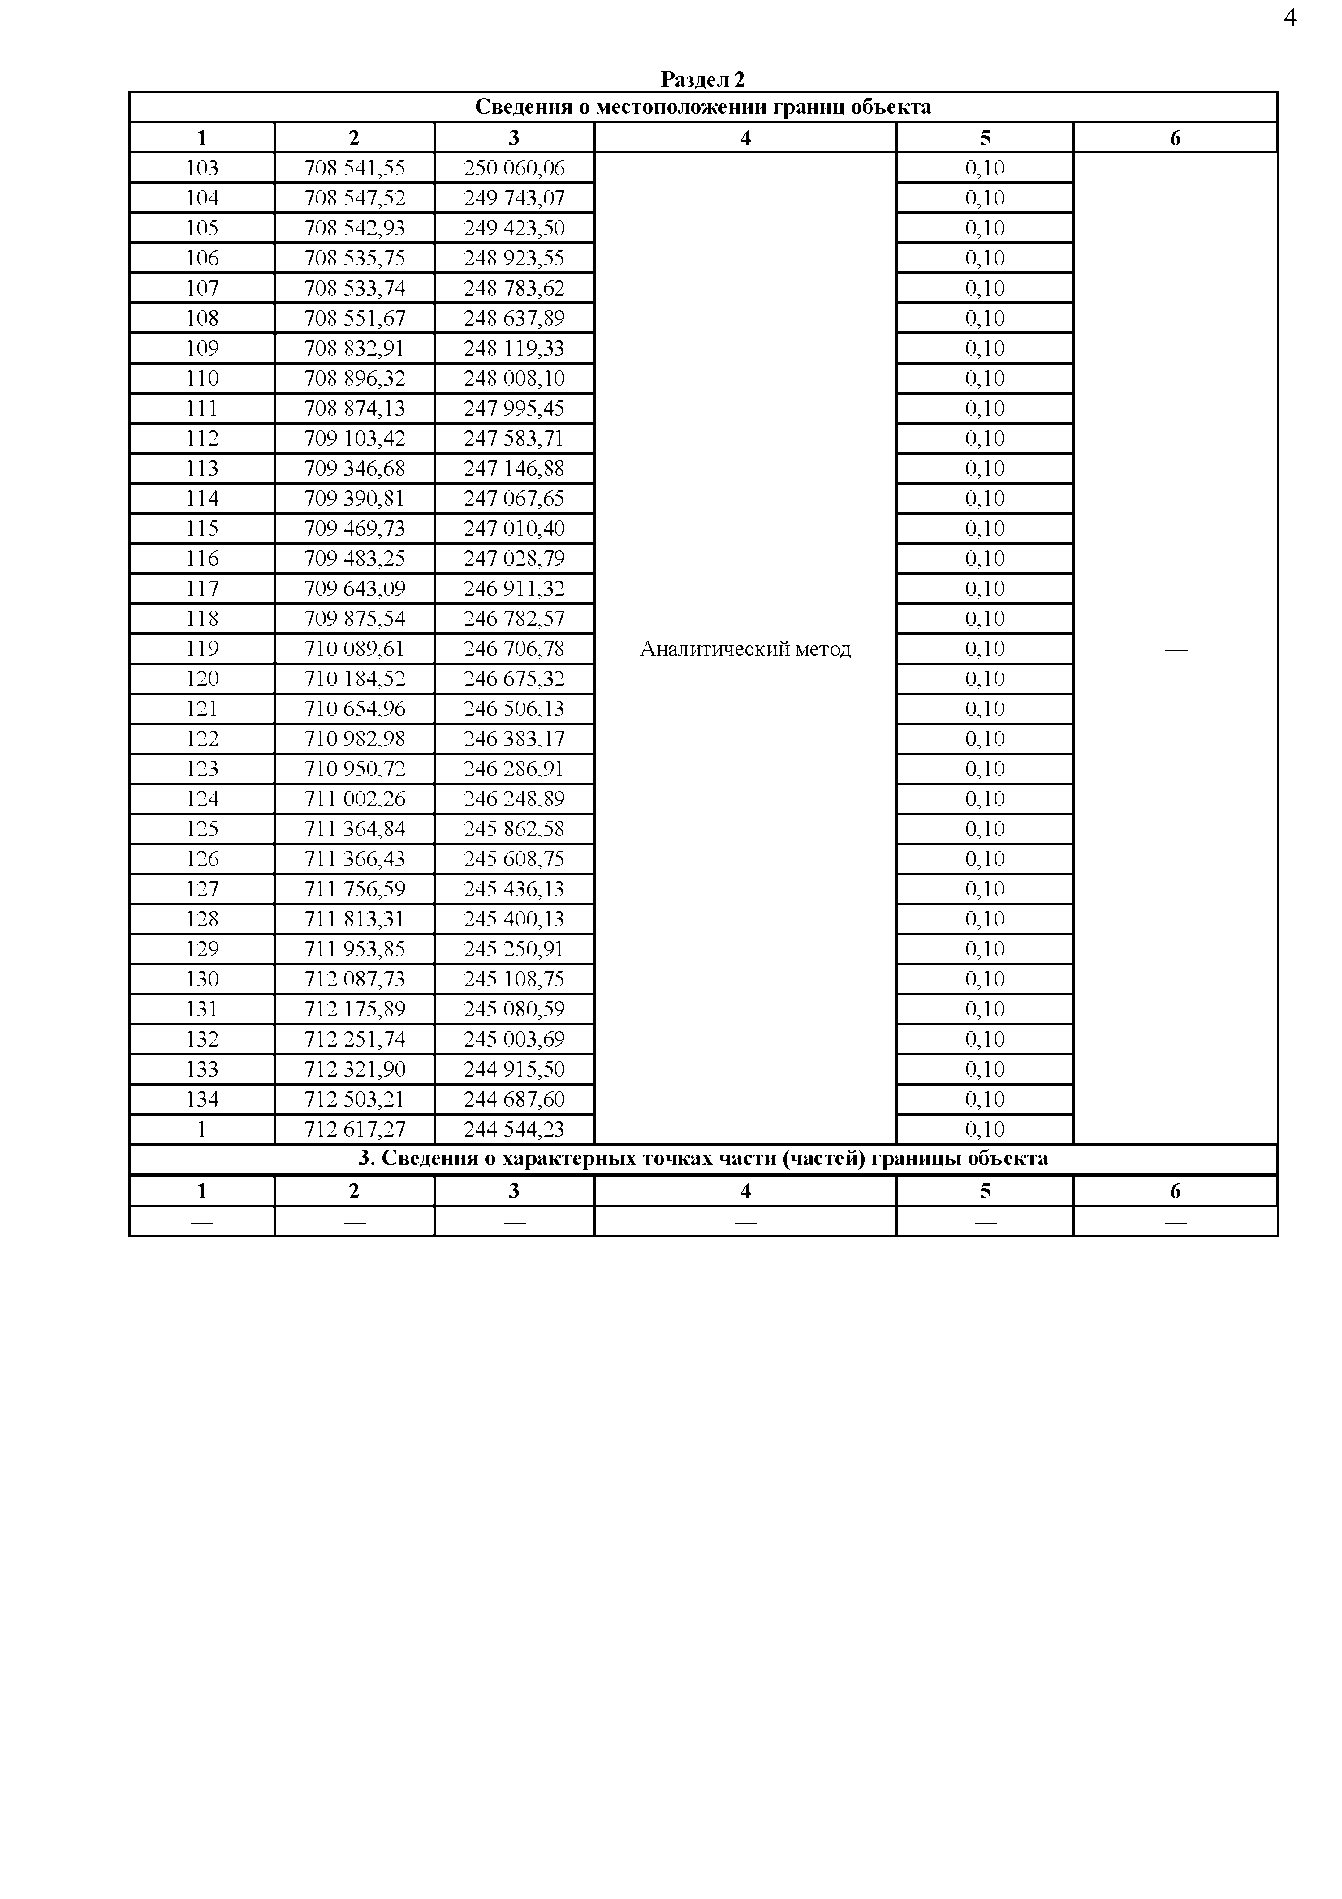 4
Раздел 2
Сведения о местоположении границ объекта
1 2 3 4 5 6
103 708 541,55 250 060,06 0,10
104 708 547,52 249 743,07 0,10
105 708 542,93 249 423,50 0,10
106 708 535,75 248 923,55 0,10
107 708 533,74 248 783,62 0,10
108 708 551,67 248 637,89 0,10
109 708 832,91 248 119,33 0,10
110 708 896,32 248 008,10 0,10
111 708 874,13 247 995,45 0,10
112 709 103,42 247 583,71 0,10
113 709 346,68 247 146,88 0,10
114 709 390,81 247 067,65 0,10
115 709 469,73 247 010,40 0,10
116 709 483,25 247 028,79 0,10
117 709 643,09 246 911,32 0,10
118 709 875,54 246 782,57 0,10
119 710 089,61 246 706,78 Аналитический метод 0,10 —
120 710 184,52 246 675,32 0,10
121 710 654,96 246 506,13 0,10
122 710 982,98 246 383,17 0,10
123 710 950,72 246 286,91 0,10
124 711 002,26 246 248,89 0,10
125 711 364,84 245 862,58 0,10
126 711 366,43 245 608,75 0,10
127 711 756,59 245 436,13 0,10
128 711 813,31 245 400,13 0,10
129 711 953,85 245 250,91 0,10
130 712 087,73 245 108,75 0,10
131 712 175,89 245 080,59 0,10
132 712 251,74 245 003,69 0,10
133 712 321,90 244 915,50 0,10
134 712 503,21 244 687,60 0,10
1 712 617,27 244 544,23 0,10
3. Сведения о характерных точках части (частей) границы объекта
1 2 3 4 5 6
— — — — — —